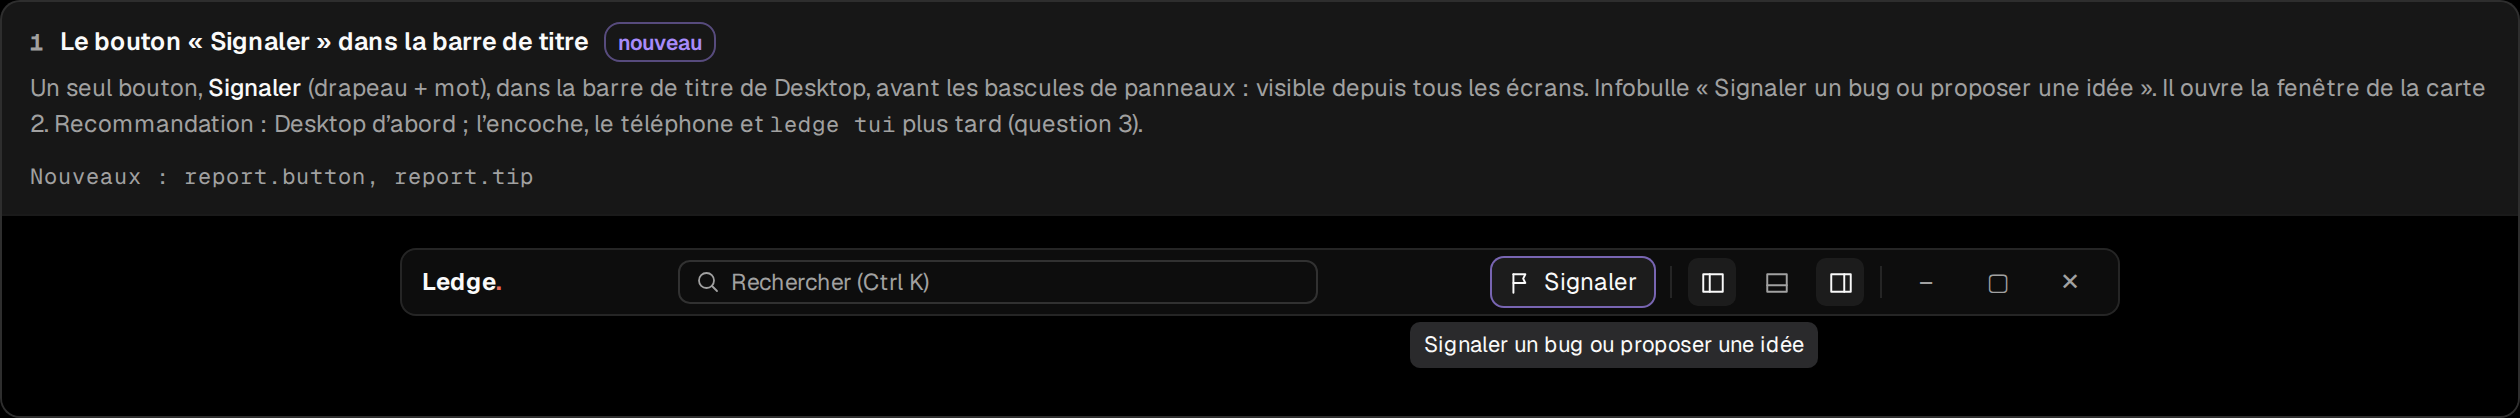 1 Le bouton « Signaler » dans la barre de titre nouveau
Un seul bouton, Signaler (drapeau + mot), dans la barre de titre de Desktop, avant les bascules de panneaux : visible depuis tous les écrans. Infobulle « Signaler un bug ou proposer une idée ». Il ouvre la fenêtre de la carte
2. Recommandation : Desktop d’abord ; l’encoche, le téléphone et ledge tui plus tard (question 3).
Nouveaux : report.button, report.tip
Ledge. Rechercher (Ctrl K) Signaler
Signaler un bug ou proposer une idée